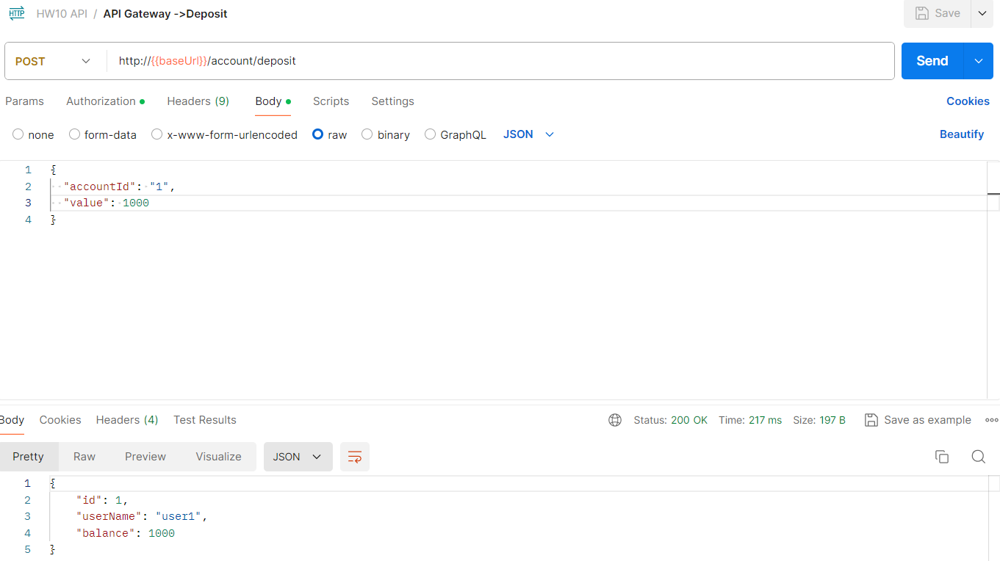 HTTP HW10 API / API Gateway ->Deposit Save
POST http://{{baseUrl}}/account/deposit Send
Params Authorization Headers (9) Body Scripts Settings Cookies
none form-data x-www-form-urlencoded raw binary GraphQL JSON Beautify
1 {
2 "accountId": "1",
3 "value": 1000
4 }
Body Cookies Headers (4) Test Results Status: 200 OK Time: 217 ms Size: 197 B Save as example
Pretty Raw Preview Visualize JSON
1 {
2 "id": 1,
3 "userName": "user1",
4 "balance": 1000
5 }